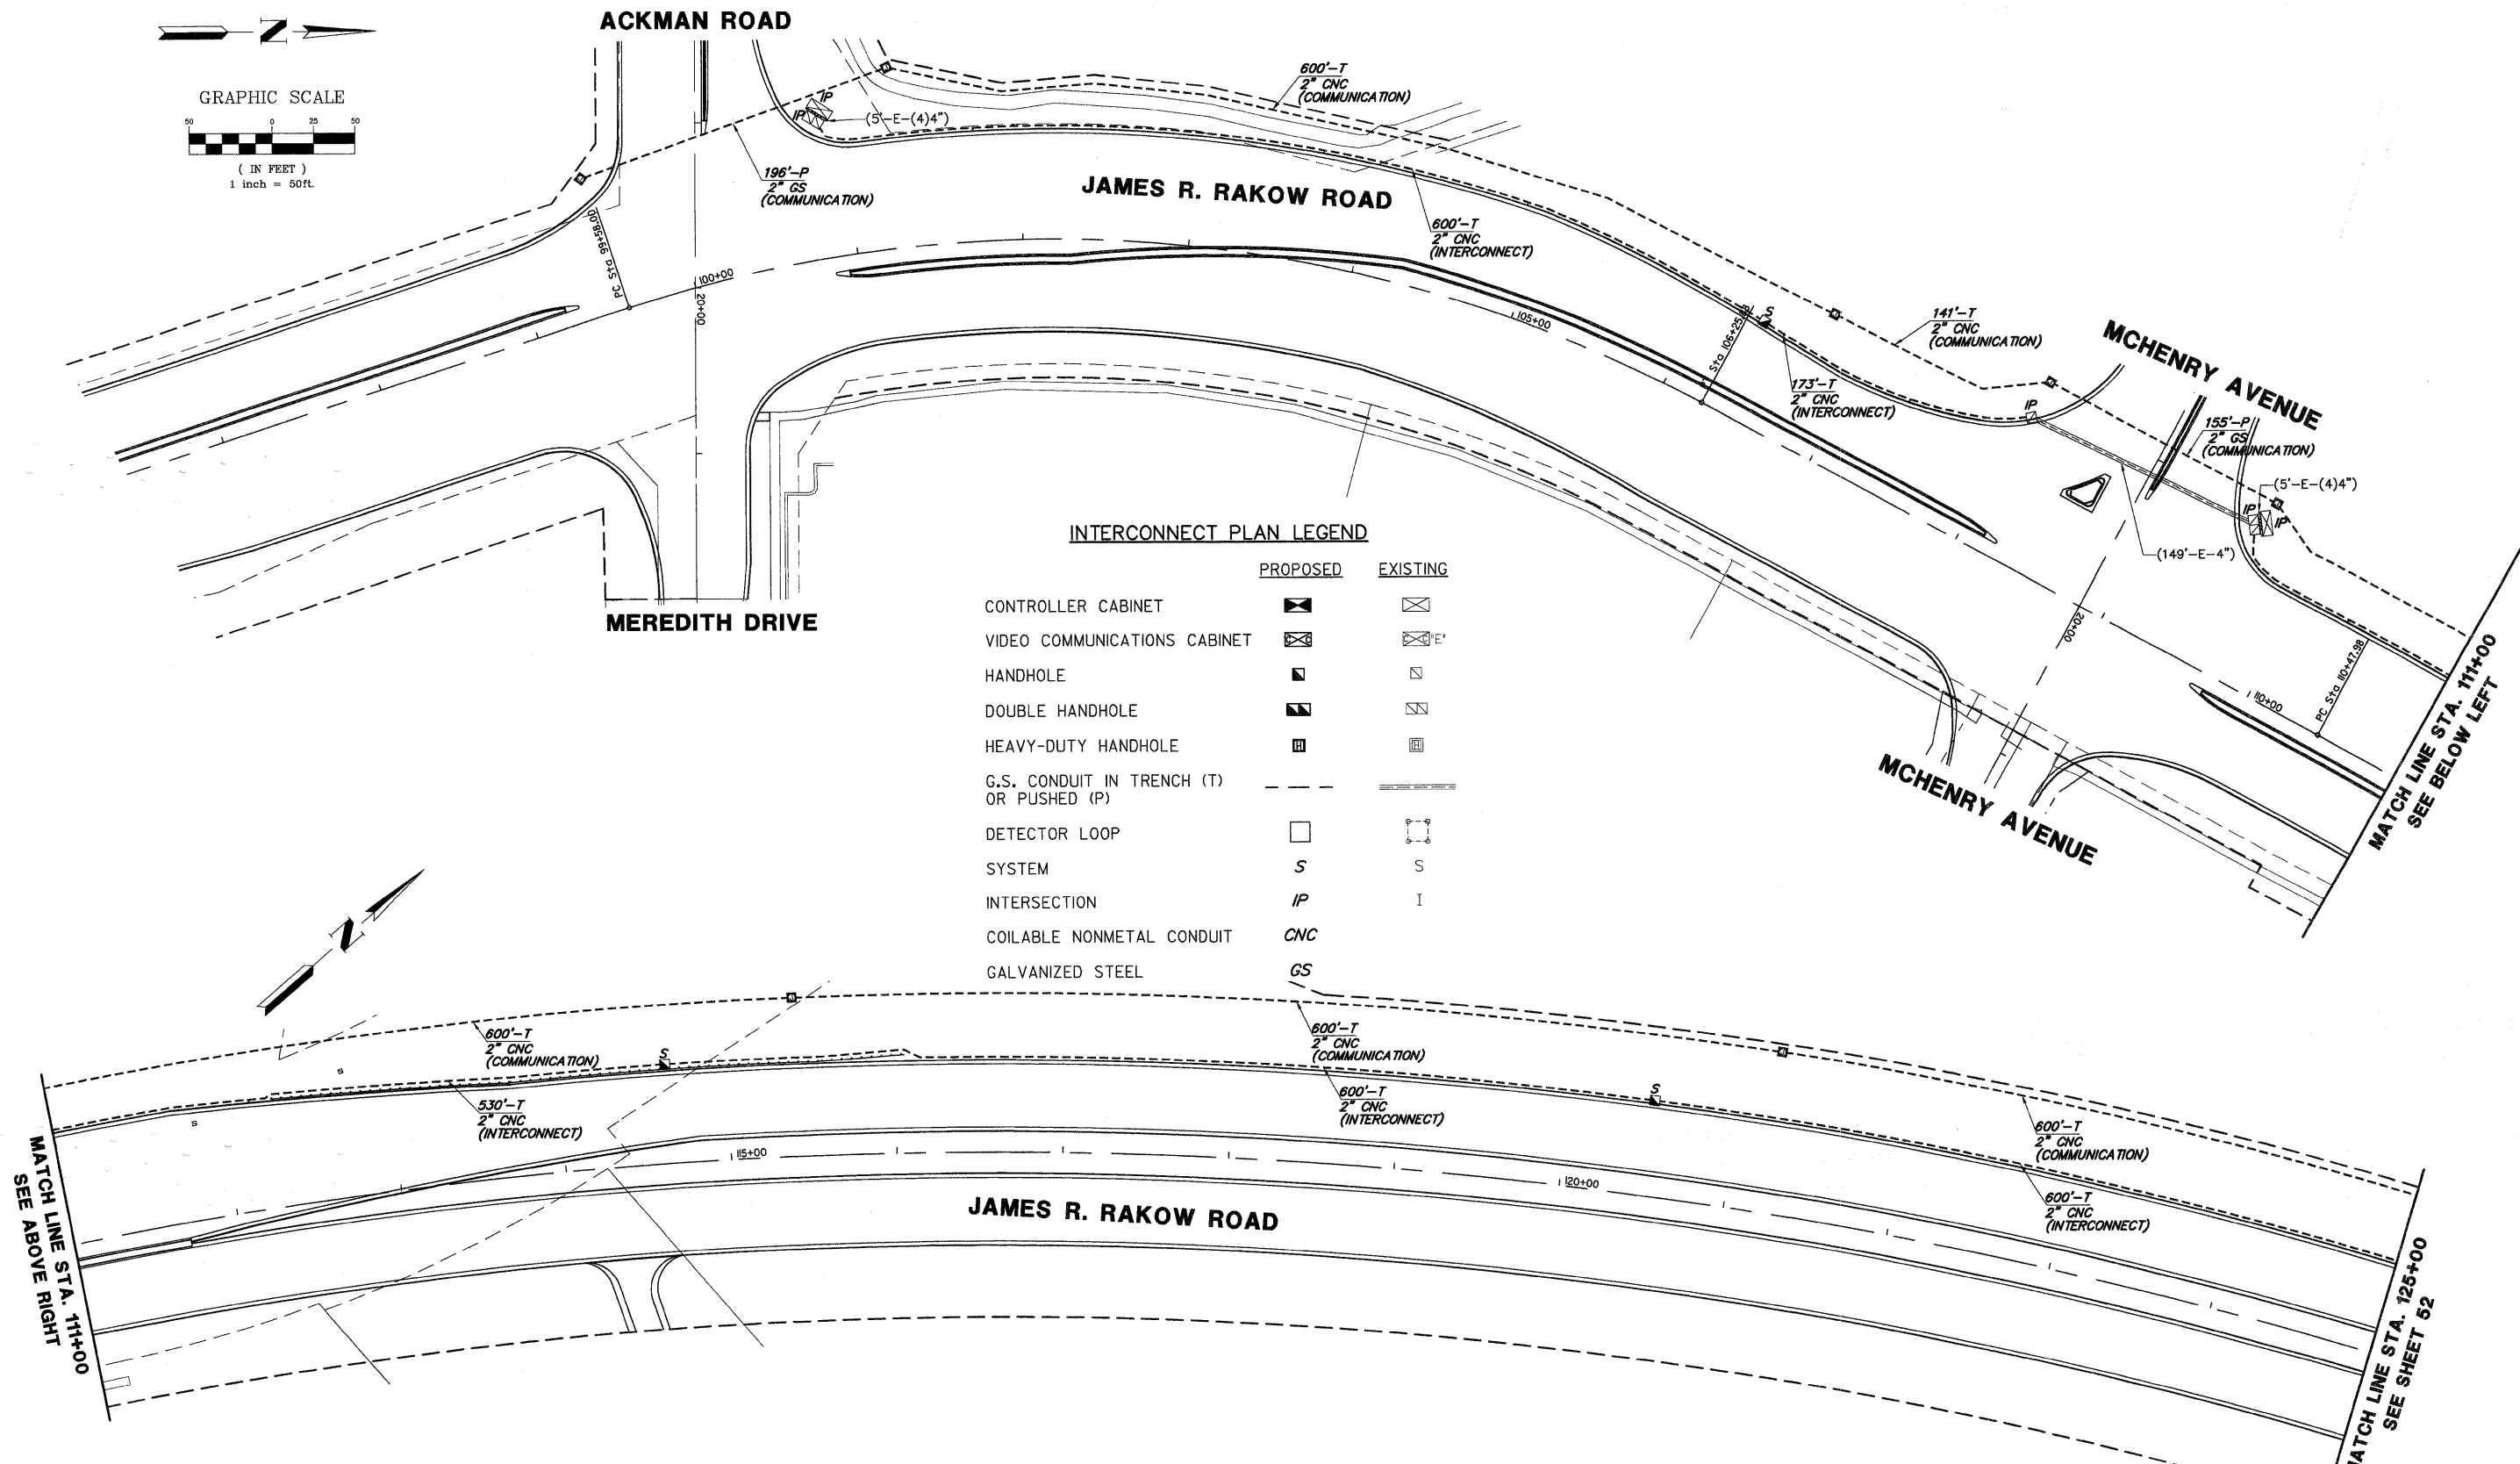 ACKMAN ROAD
N
GRAPHIC SCALE
50 0 25 50
( IN FEET )
1 inch = 50ft.
600'-T
2" CNC
(COMMUNICATION)
IP
IP
(5'-E-(4)4")
196'-P
2" GS
(COMMUNICATION)
JAMES R. RAKOW ROAD
600'-T
2" CNC
(INTERCONNECT)
PC Sta 99+58.00
100+00
20+00
105+00
S
141'-T
2" CNC
(COMMUNICATION)
MCHENRY AVENUE
173'-T
2" CNC
(INTERCONNECT)
IP
155'-P
2" GS
(COMMUNICATION)
(5'-E-(4)4")
IP
IP
(149'-E-4")
20+00
110+00
PC Sta 110+47.98
MATCH LINE STA. 111+00
SEE BELOW LEFT
MCHENRY AVENUE
MEREDITH DRIVE
INTERCONNECT PLAN LEGEND
PROPOSED EXISTING
CONTROLLER CABINET
VIDEO COMMUNICATIONS CABINET C C C C "E"
HANDHOLE
DOUBLE HANDHOLE
HEAVY-DUTY HANDHOLE H H
G.S. CONDUIT IN TRENCH (T)
OR PUSHED (P)
DETECTOR LOOP
SYSTEM S S
INTERSECTION IP I
COILABLE NONMETAL CONDUIT CNC
GALVANIZED STEEL GS
N
600'-T
2" CNC
(COMMUNICATION)
S
530'-T
2" CNC
(INTERCONNECT)
600'-T
2" CNC
(COMMUNICATION)
600'-T
2" CNC
(INTERCONNECT)
S
600'-T
2" CNC
(COMMUNICATION)
600'-T
2" CNC
(INTERCONNECT)
115+00
120+00
JAMES R. RAKOW ROAD
MATCH LINE STA. 111+00
SEE ABOVE RIGHT
MATCH LINE STA. 125+00
SEE SHEET 52